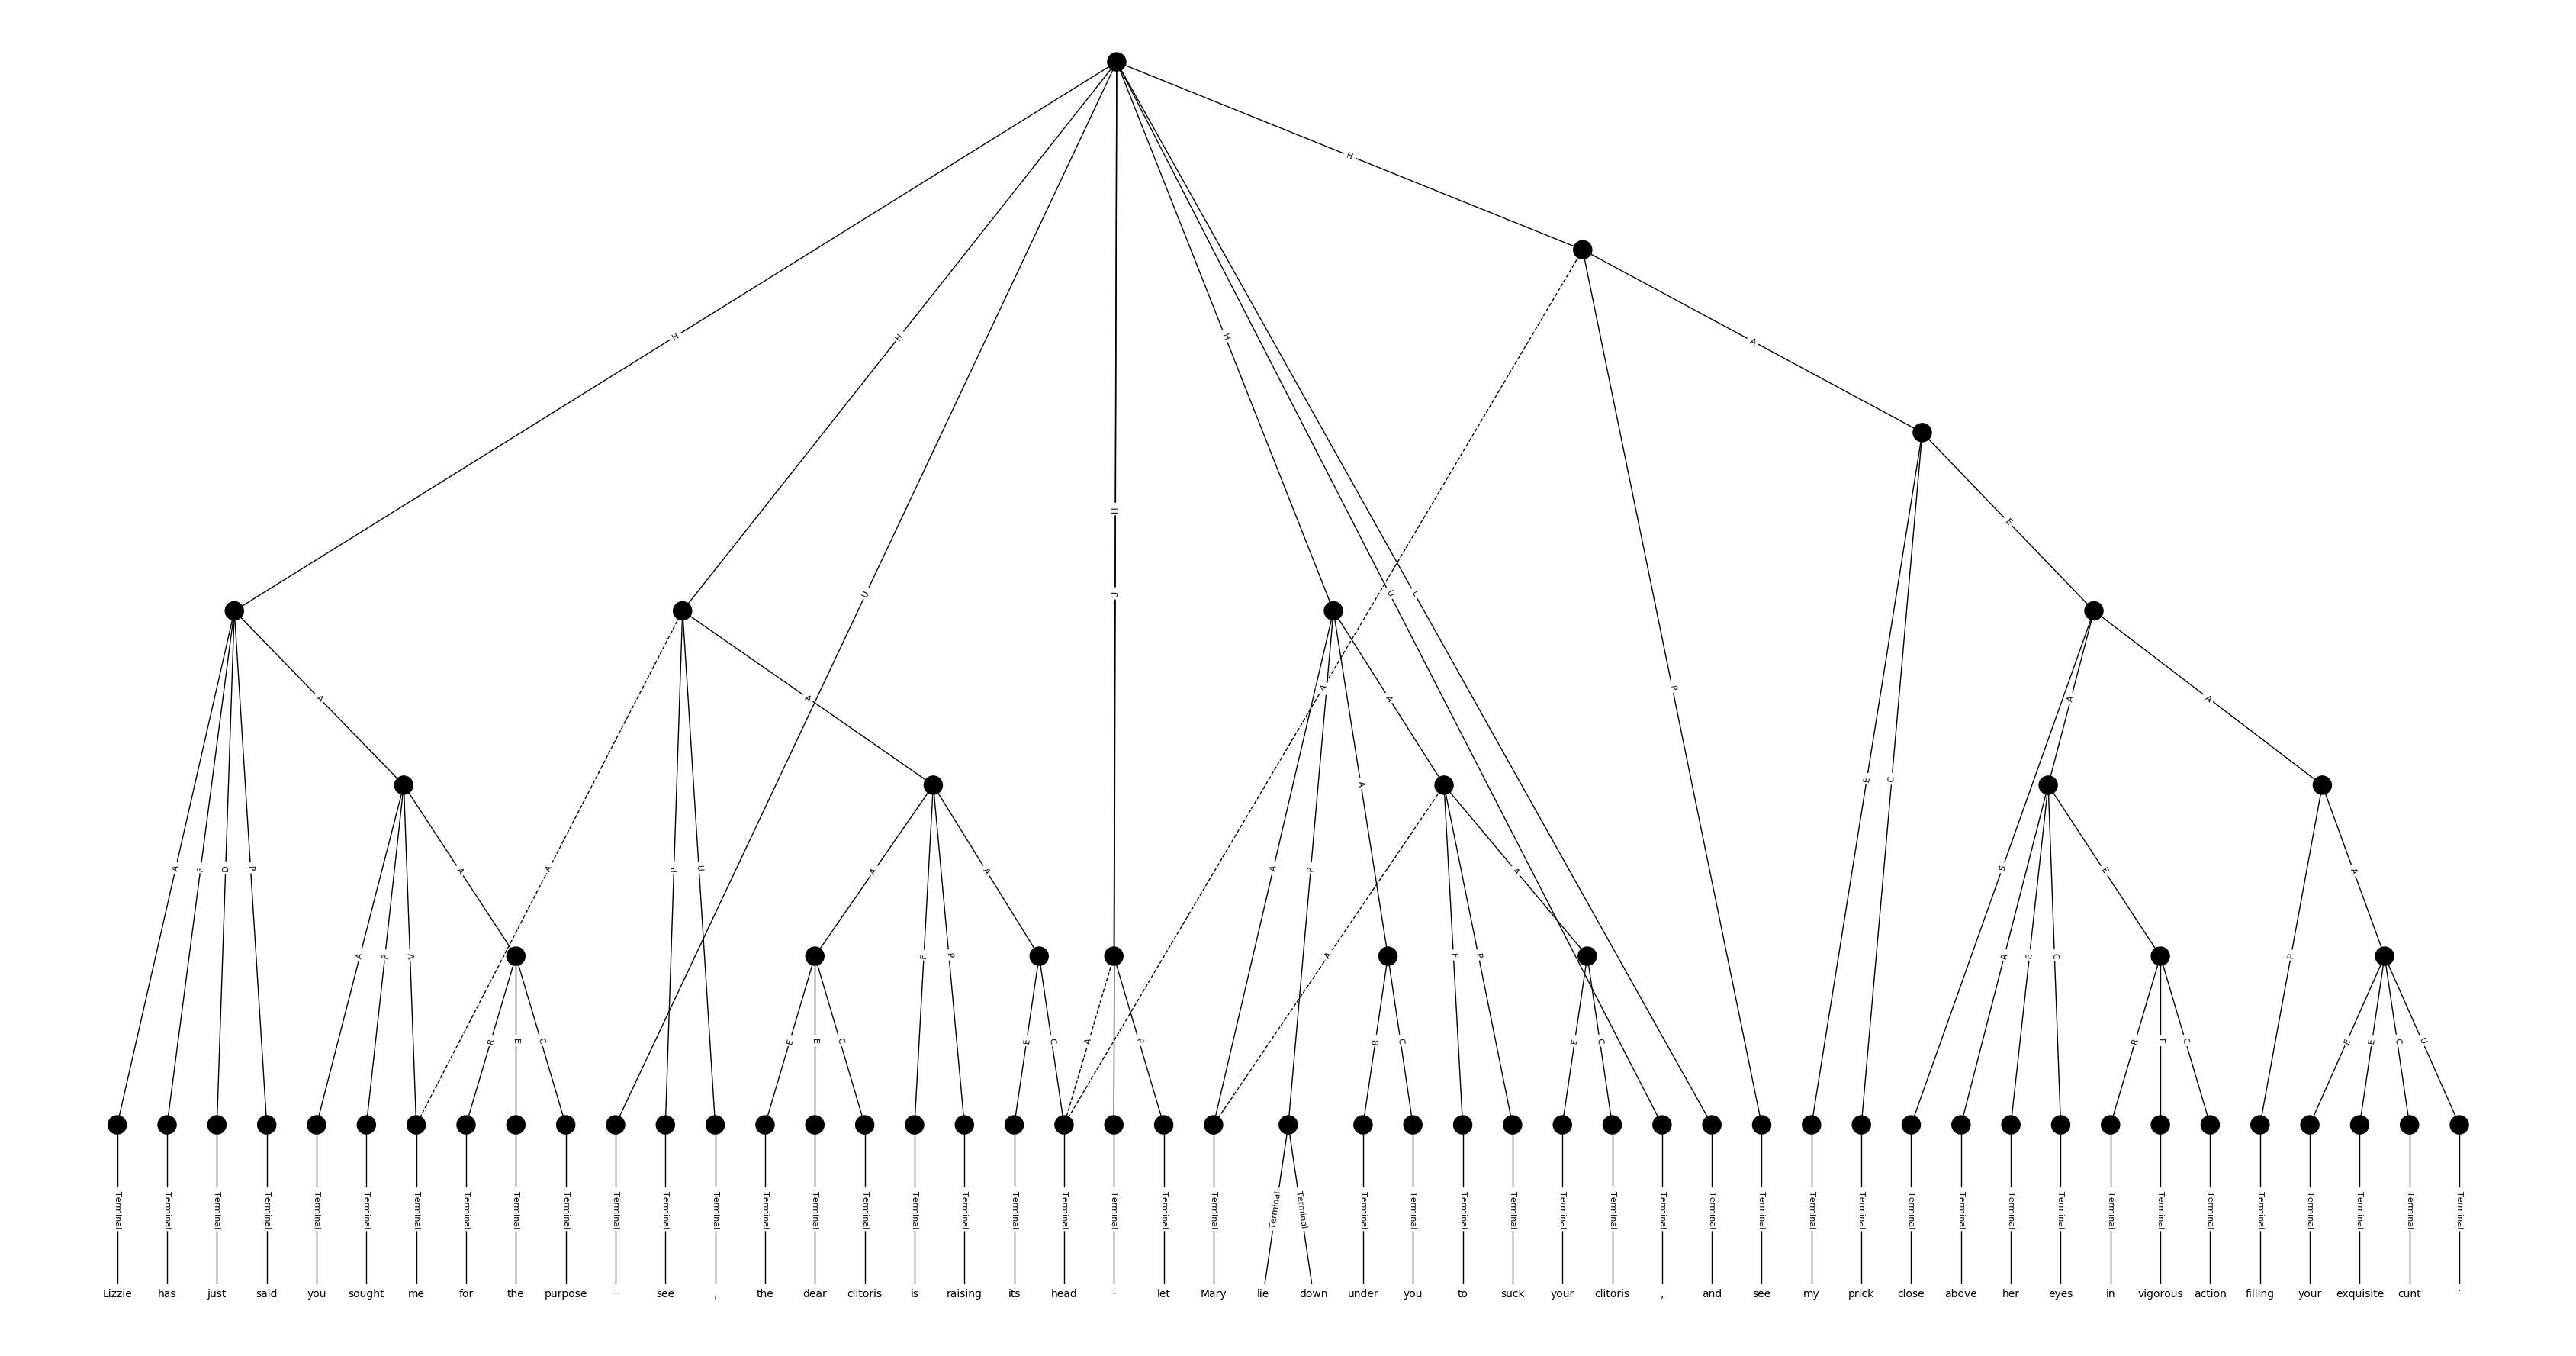 H
H
H
A
U
H
H
E
U
H
U
L
A
A
A
A
A
P
A
S
A
E
C
A
A
F
D
P
A
A
P
U
A
F
P
A
A
P
A
F
P
A
R
E
C
E
P
A
A
P
A
R
E
C
E
E
C
E
C
A
P
R
C
E
C
R
E
C
E
E
C
U
Terminal Terminal Terminal Terminal Terminal Terminal Terminal Terminal Terminal Terminal Terminal Terminal Terminal Terminal Terminal Terminal Terminal Terminal Terminal Terminal Terminal Terminal Terminal Terminal Terminal Terminal Terminal Terminal Terminal Terminal Terminal Terminal Terminal Terminal Terminal Terminal Terminal Terminal Terminal Terminal Terminal Terminal Terminal Terminal Terminal Terminal Terminal Terminal
Lizzie has just said you sought me for the purpose -- see , the dear clitoris is raising its head -- let Mary lie down under you to suck your clitoris , and see my prick close above her eyes in vigorous action filling your exquisite cunt .